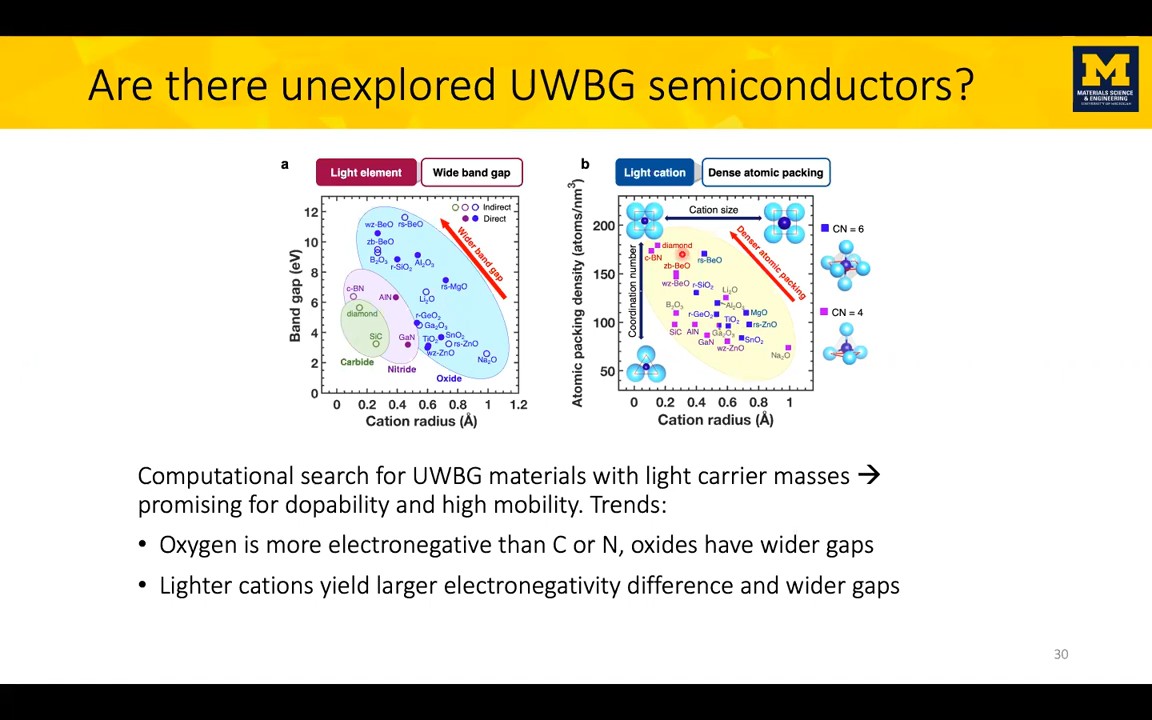 Are there unexplored UWBG semiconductors?
M
MATERIALS SCIENCE
& ENGINEERING
UNIVERSITY OF MICHIGAN
a
Light element
Wide band gap
Band gap (eV)
12
10
8
6
4
2
0
Indirect
Direct
Wider band gap
wz-BeO
rs-BeO
zb-BeO
B₂O₃
r-SiO₂
Al₂O₃
c-BN
AlN
rs-MgO
Li₂O
diamond
r-GeO₂
Ga₂O₃
SiC
GaN
TiO₂
SnO₂
rs-ZnO
wz-ZnO
Na₂O
Carbide
Nitride
Oxide
0 0.2 0.4 0.6 0.8 1 1.2
Cation radius (Å)
b
Light cation
Dense atomic packing
Atomic packing density (atoms/nm³)
200
150
100
50
Cation size
Coordination number
Denser atomic packing
diamond
c-BN
zb-BeO
rs-BeO
wz-BeO
r-SiO₂
Li₂O
B₂O₃
Al₂O₃
r-GeO₂
TiO₂
MgO
rs-ZnO
SiC
AlN
Ga₂O₃
GaN
SnO₂
wz-ZnO
Na₂O
0 0.2 0.4 0.6 0.8 1
Cation radius (Å)
CN = 6
CN = 4
Computational search for UWBG materials with light carrier masses →
promising for dopability and high mobility. Trends:
• Oxygen is more electronegative than C or N, oxides have wider gaps
• Lighter cations yield larger electronegativity difference and wider gaps
30